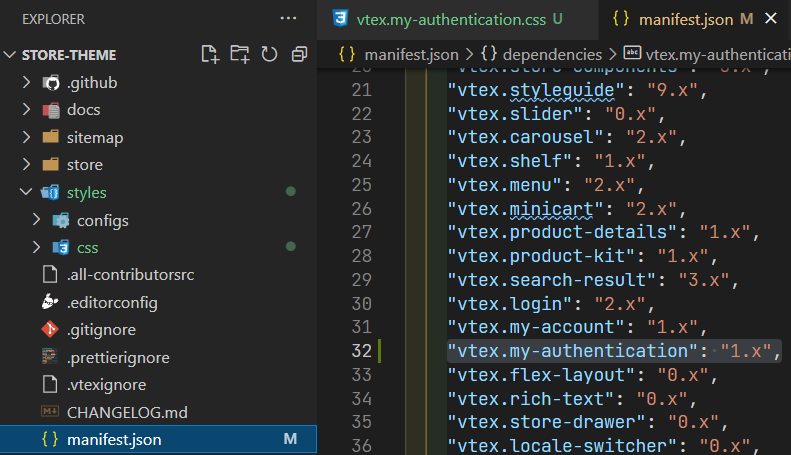 EXPLORER
STORE-THEME
.github
docs
sitemap
store
styles
configs
css
.all-contributorsrc
.editorconfig
.gitignore
.prettierignore
.vtexignore
CHANGELOG.md
manifest.json M
vtex.my-authentication.css U
manifest.json M
manifest.json > dependencies > vtex.my-authenticati
20 "vtex.store-components": "3.x",
21 "vtex.styleguide": "9.x",
22 "vtex.slider": "0.x",
23 "vtex.carousel": "2.x",
24 "vtex.shelf": "1.x",
25 "vtex.menu": "2.x",
26 "vtex.minicart": "2.x",
27 "vtex.product-details": "1.x",
28 "vtex.product-kit": "1.x",
29 "vtex.search-result": "3.x",
30 "vtex.login": "2.x",
31 "vtex.my-account": "1.x",
32 "vtex.my-authentication": "1.x",
33 "vtex.flex-layout": "0.x",
34 "vtex.rich-text": "0.x",
35 "vtex.store-drawer": "0.x",
36 "vtex.locale-switcher": "0.x",